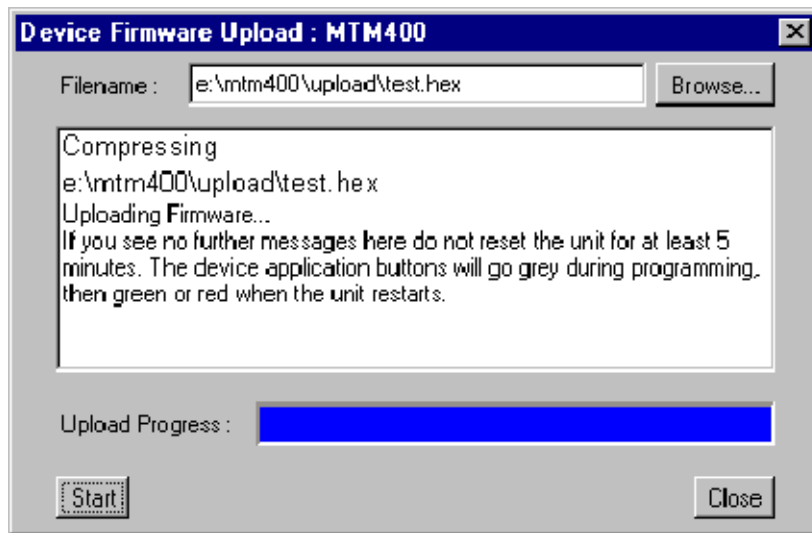 Device Firmware Upload : MTM400
Filename : e:\mtm400\upload\test.hex Browse...
Compressing
e:\mtm400\upload\test.hex
Uploading Firmware...
If you see no further messages here do not reset the unit for at least 5
minutes. The device application buttons will go grey during programming,
then green or red when the unit restarts.
Upload Progress :
Start Close